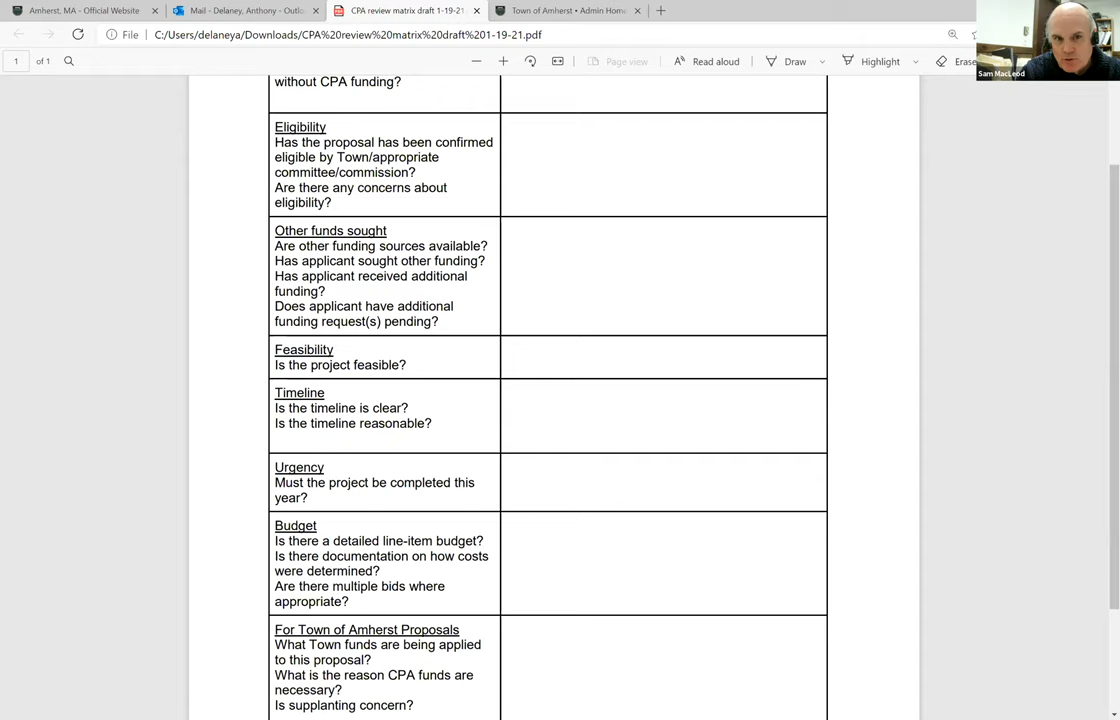 Amherst, MA - Official Website
Mail - Delaney, Anthony - Outlo
CPA review matrix draft 1-19-21
Town of Amherst • Admin Home
File
C:/Users/delaneya/Downloads/CPA%20review%20matrix%20draft%201-19-21.pdf
1 of 1
Page view
Read aloud
Draw
Highlight
Erase
Sam MacLeod
without CPA funding?
Eligibility
Has the proposal has been confirmed
eligible by Town/appropriate
committee/commission?
Are there any concerns about
eligibility?
Other funds sought
Are other funding sources available?
Has applicant sought other funding?
Has applicant received additional
funding?
Does applicant have additional
funding request(s) pending?
Feasibility
Is the project feasible?
Timeline
Is the timeline is clear?
Is the timeline reasonable?
Urgency
Must the project be completed this
year?
Budget
Is there a detailed line-item budget?
Is there documentation on how costs
were determined?
Are there multiple bids where
appropriate?
For Town of Amherst Proposals
What Town funds are being applied
to this proposal?
What is the reason CPA funds are
necessary?
Is supplanting concern?